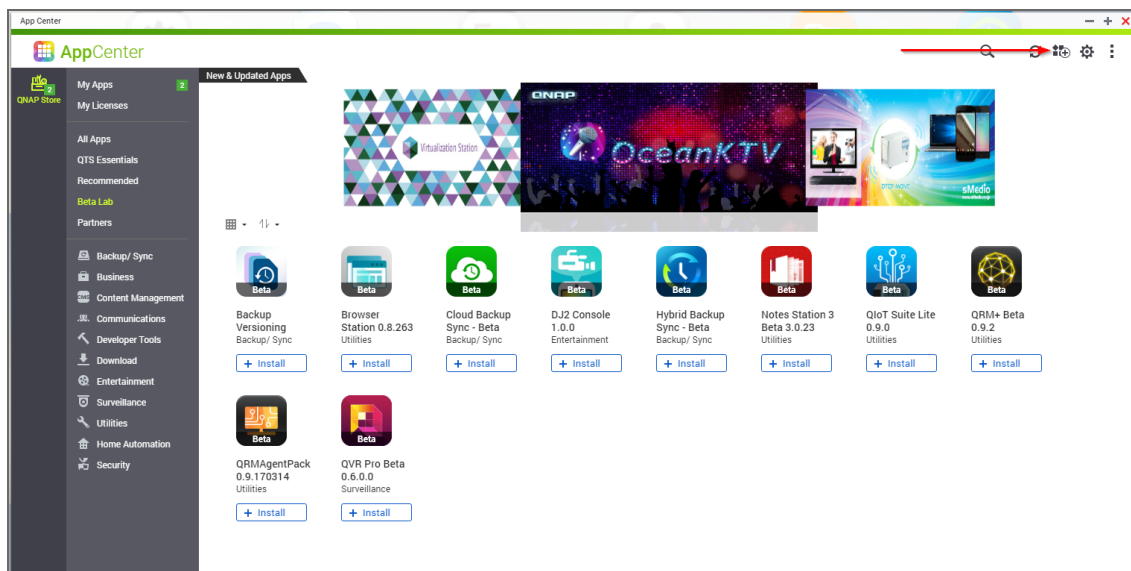 App Center
AppCenter
2
QNAP Store
My Apps 2
My Licenses
All Apps
QTS Essentials
Recommended
Beta Lab
Partners
Backup/ Sync
Business
Content Management
Communications
Developer Tools
Download
Entertainment
Surveillance
Utilities
Home Automation
Security
New & Updated Apps
Virtualization Station
QNAP
OceanKTV
DTCP MOVE
sMedio
Beta
Backup
Versioning
Backup/ Sync
+ Install
Beta
Browser
Station 0.8.263
Utilities
+ Install
Beta
Cloud Backup
Sync - Beta
Backup/ Sync
+ Install
Beta
DJ2 Console
1.0.0
Entertainment
+ Install
Beta
Hybrid Backup
Sync - Beta
Backup/ Sync
+ Install
Beta
Notes Station 3
Beta 3.0.23
Utilities
+ Install
Beta
QIoT Suite Lite
0.9.0
Utilities
+ Install
Beta
QRM+ Beta
0.9.2
Utilities
+ Install
Beta
QRMAgentPack
0.9.170314
Utilities
+ Install
Beta
QVR Pro Beta
0.6.0.0
Surveillance
+ Install